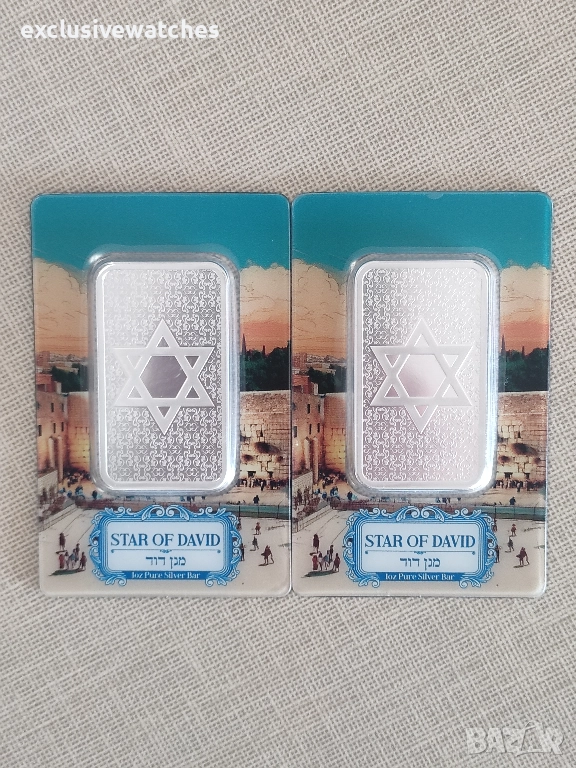 exclusivewatches
STAR OF DAVID
מגן דוד
1oz Pure Silver Bar
STAR OF DAVID
מגן דוד
1oz Pure Silver Bar
BAZAR